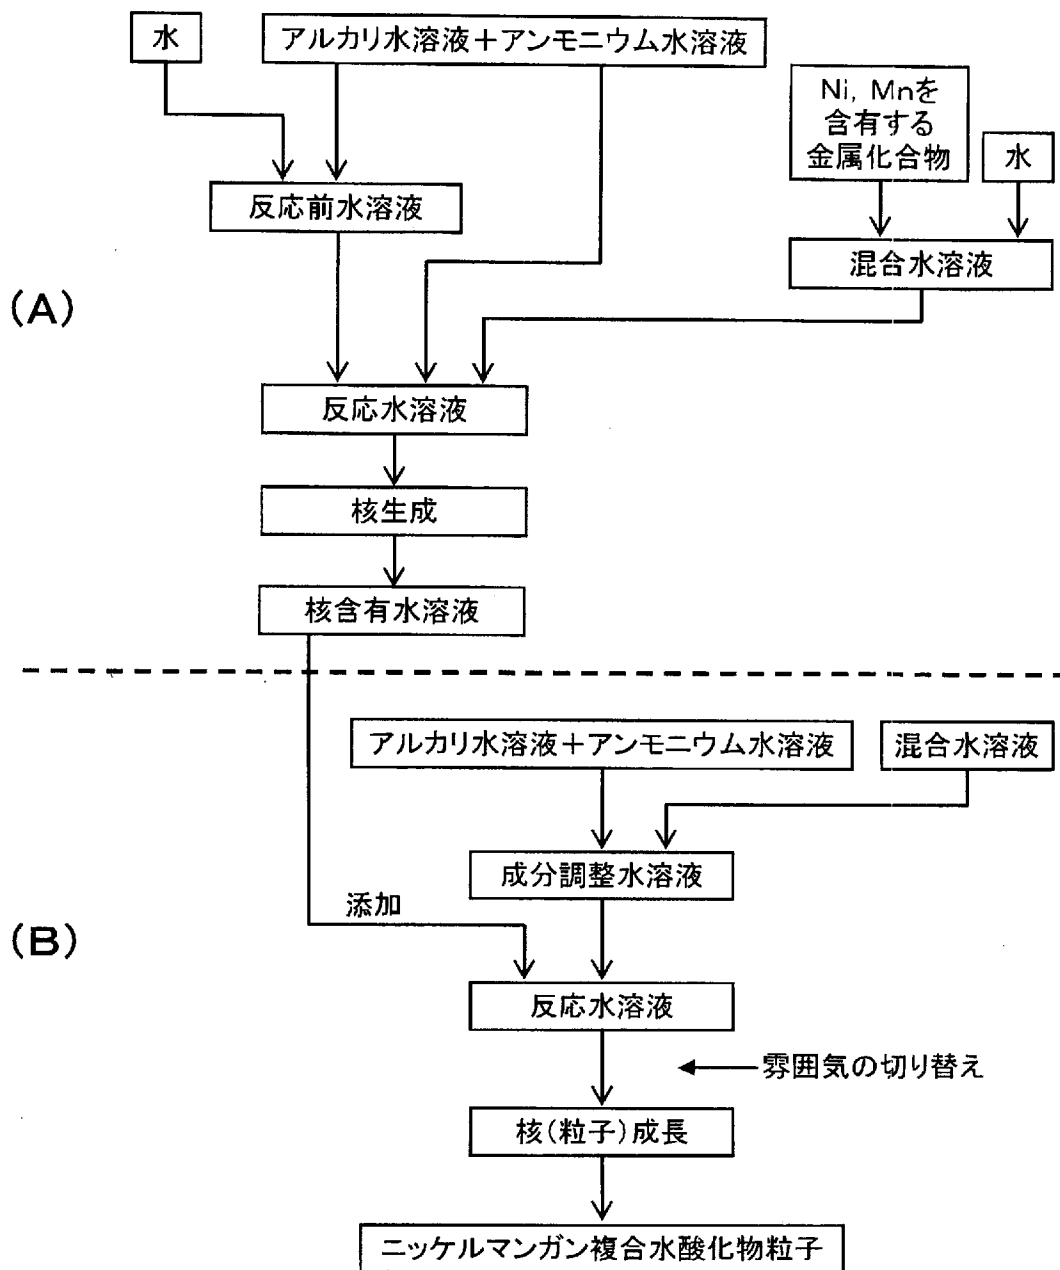 水
アルカリ水溶液＋アンモニウム水溶液
Ni, Mnを
含有する
金属化合物
水
反応前水溶液
混合水溶液
(A)
反応水溶液
核生成
核含有水溶液
アルカリ水溶液＋アンモニウム水溶液
混合水溶液
成分調整水溶液
添加
(B)
反応水溶液
雰囲気の切り替え
核(粒子)成長
ニッケルマンガン複合水酸化物粒子